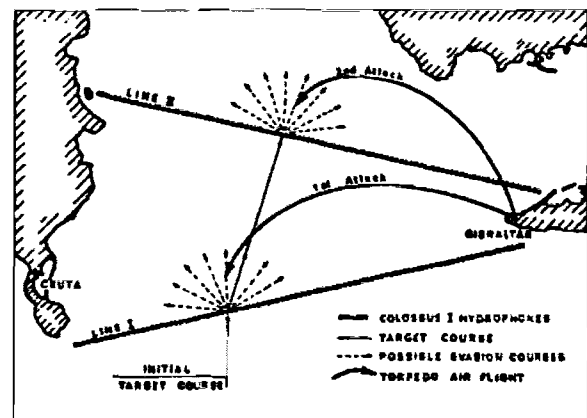 2nd Attack
LINE II
1st Attack
GIBRALTAR
CEUTA
LINE I
INITIAL
TARGET COURSE
COLOSSUS I HYDROPHONES
TARGET COURSE
POSSIBLE EVASION COURSES
TORPEDO AIR FLIGHT